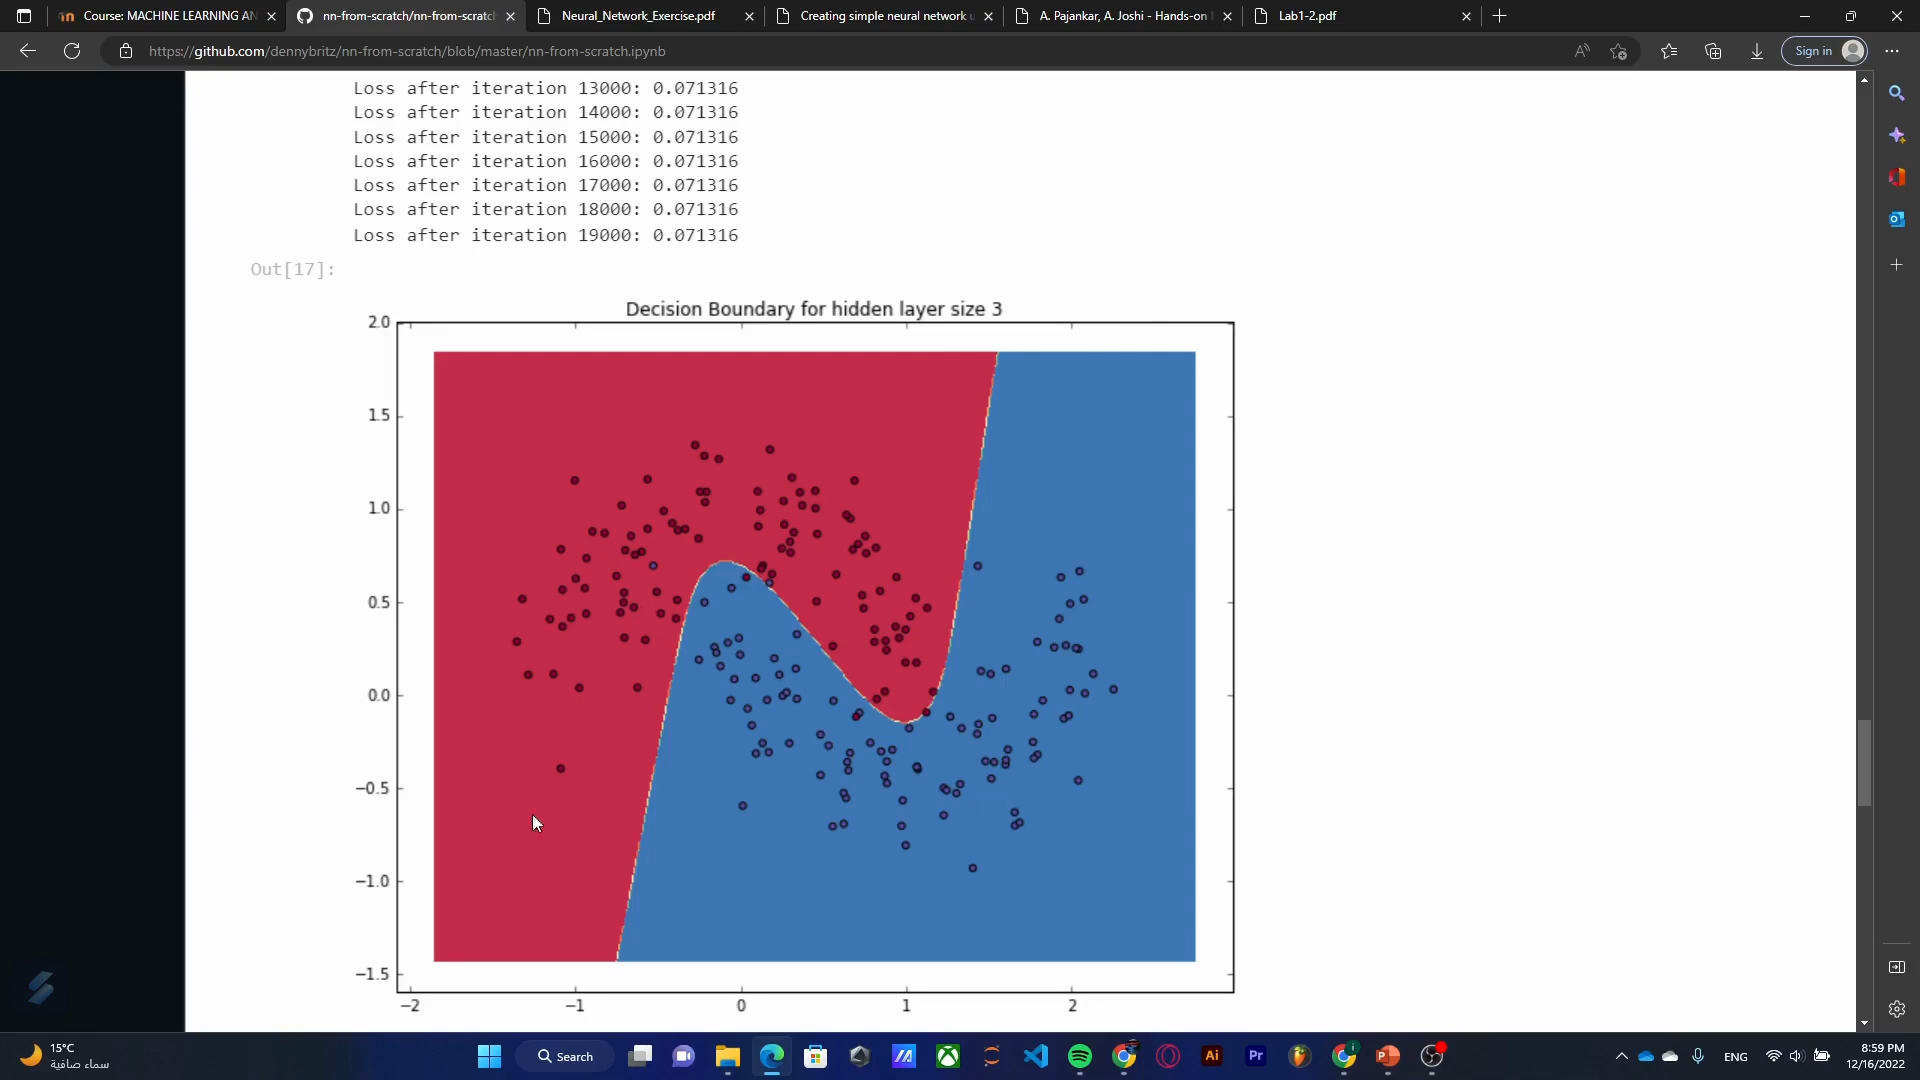 Course: MACHINE LEARNING AN
nn-from-scratch/nn-from-scratch
Neural_Network_Exercise.pdf
Creating simple neural network u
A. Pajankar, A. Joshi - Hands-on
Lab1-2.pdf
https://github.com/dennybritz/nn-from-scratch/blob/master/nn-from-scratch.ipynb
Sign in
Loss after iteration 13000: 0.071316
Loss after iteration 14000: 0.071316
Loss after iteration 15000: 0.071316
Loss after iteration 16000: 0.071316
Loss after iteration 17000: 0.071316
Loss after iteration 18000: 0.071316
Loss after iteration 19000: 0.071316
Out[17]:
Decision Boundary for hidden layer size 3
2.0
1.5
1.0
0.5
0.0
−0.5
−1.0
−1.5
−2 −1 0 1 2
15°C
سماء صافية
Search
Ai
Pr
ENG
8:59 PM
12/16/2022